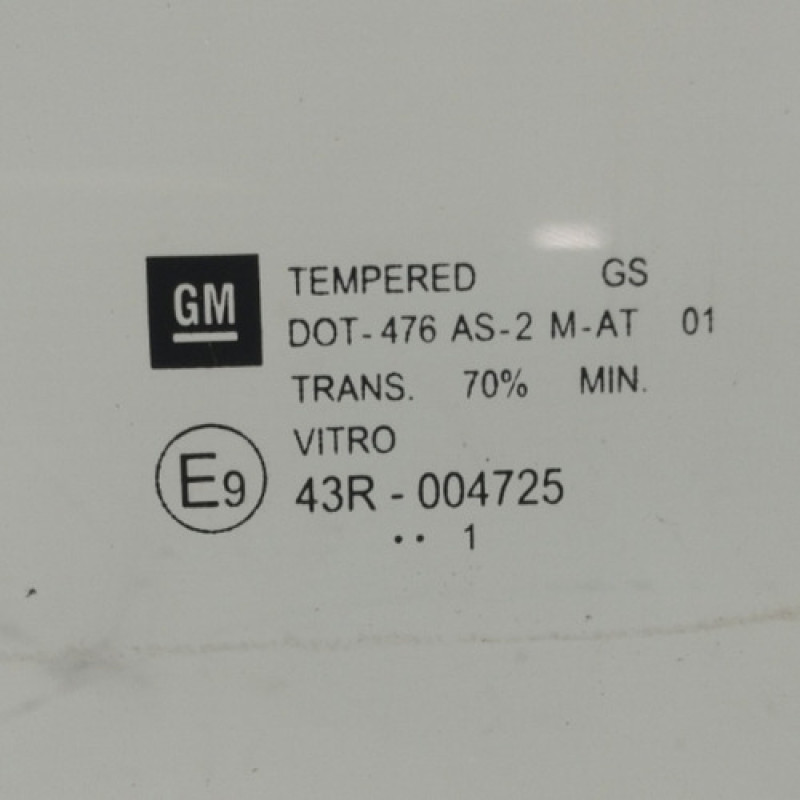 GM
TEMPERED GS
DOT-476 AS-2 M-AT 01
TRANS. 70% MIN.
VITRO
E9
43R - 004725
•• 1